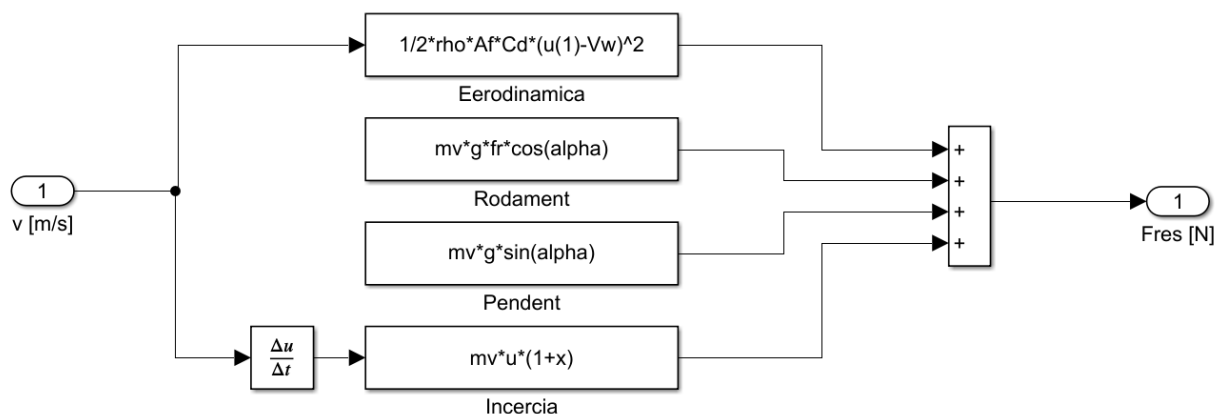 1/2*rho*Af*Cd*(u(1)-Vw)^2
Eerodinamica
mv*g*fr*cos(alpha)
Rodament
1
v [m/s]
mv*g*sin(alpha)
Pendent
Δu
Δt
mv*u*(1+x)
Incercia
+
+
+
+
1
Fres [N]